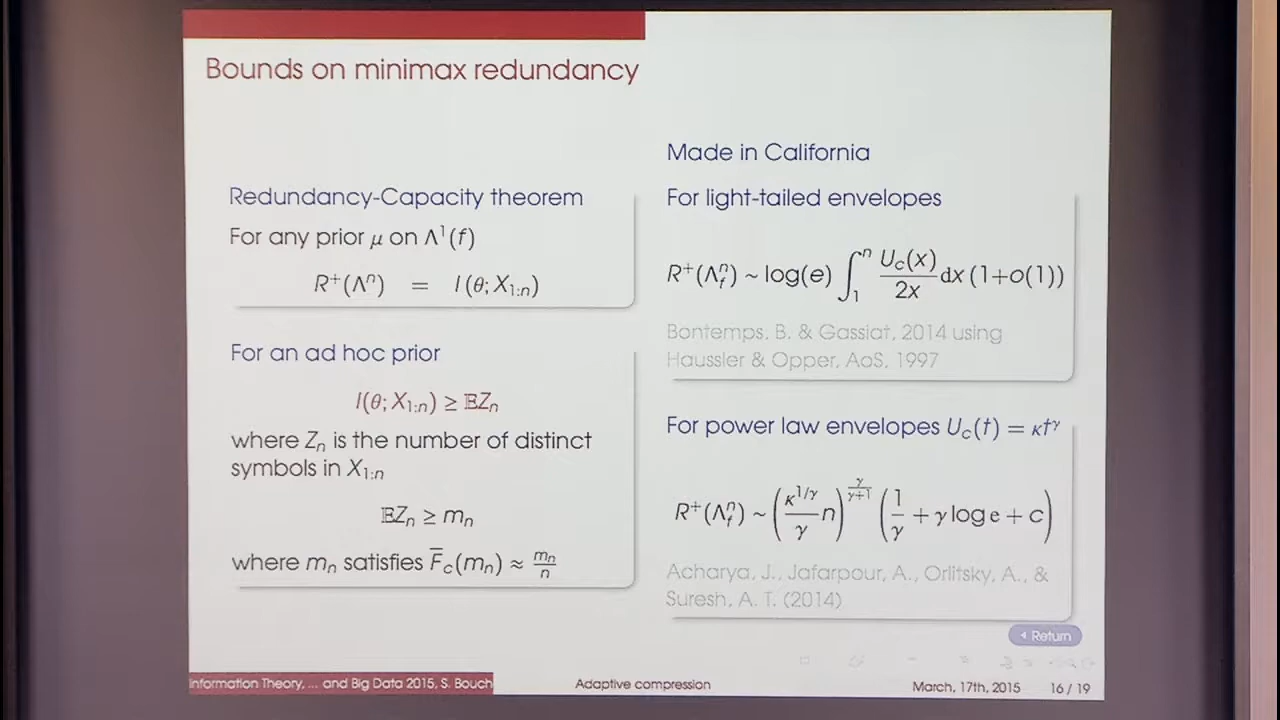 Bounds on minimax redundancy
Redundancy-Capacity theorem
For any prior μ on Λ¹(f)
R⁺(Λⁿ) = I(θ; X₁:ₙ)
For an ad hoc prior
I(θ; X₁:ₙ) ≥ 𝔼Zₙ
where Zₙ is the number of distinct
symbols in X₁:ₙ
𝔼Zₙ ≥ mₙ
where mₙ satisfies F̅c(mₙ) ≈ mₙ/n
Made in California
For light-tailed envelopes
R⁺(Λfⁿ) ~ log(e) ∫₁ⁿ Uc(x)/2x dx (1+o(1))
Bontemps, B. & Gassiat, 2014 using
Haussler & Opper, AoS, 1997
For power law envelopes Uc(t) = κt^γ
R⁺(Λfⁿ) ~ (κ^{1/γ}/γ n)^{γ/(γ+1)} (1/γ + γ log e + c)
Acharya, J., Jafarpour, A., Orlitsky, A., &
Suresh, A. T. (2014)
Return
Information Theory, ... and Big Data 2015, S. Bouch
Adaptive compression
March, 17th, 2015 16 / 19